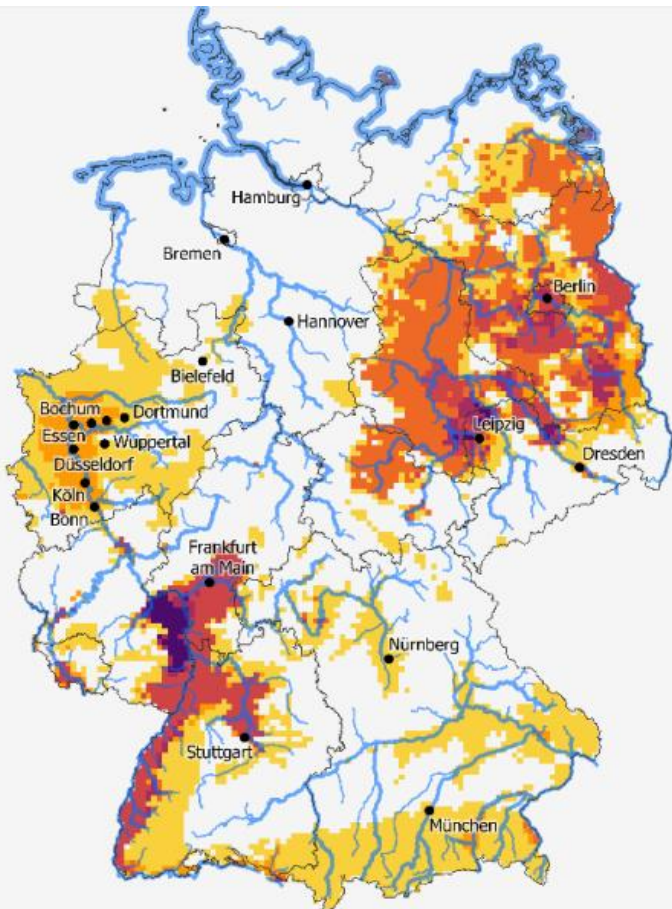 Hamburg
Bremen
Berlin
Hannover
Bielefeld
Bochum
Dortmund
Essen
Wuppertal
Leipzig
Düsseldorf
Dresden
Köln
Bonn
Frankfurt
am Main
Nürnberg
Stuttgart
München